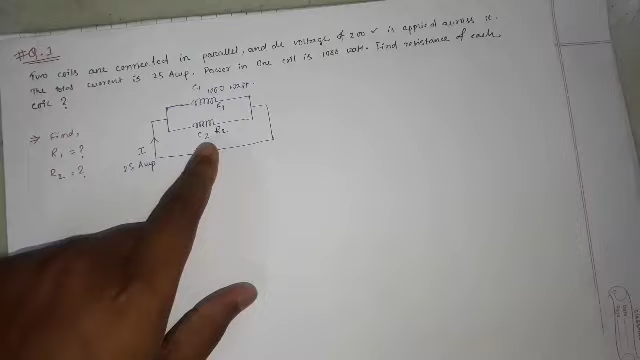 #Q.1
Two coils are connected in parallel, and dc voltage of 200 V is applied across it.
The total current is 25 Amp. Power in one coil is 1000 watt. Find resistance of each
coil ?
C1 1000 watt.
R1
⇒ Find,
R1 = ?
R2 = ?
C2 R2
I
25 Amp